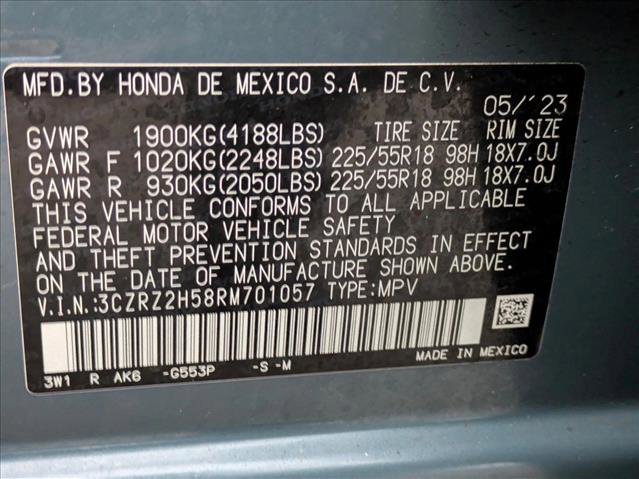 MFD.BY HONDA DE MEXICO S.A. DE C.V.
05/'23
GVWR 1900KG(4188LBS) TIRE SIZE RIM SIZE
GAWR F 1020KG(2248LBS) 225/55R18 98H 18X7.0J
GAWR R 930KG(2050LBS) 225/55R18 98H 18X7.0J
THIS VEHICLE CONFORMS TO ALL APPLICABLE
FEDERAL MOTOR VEHICLE SAFETY
AND THEFT PREVENTION STANDARDS IN EFFECT
ON THE DATE OF MANUFACTURE SHOWN ABOVE.
V.I.N.:3CZRZ2H58RM701057 TYPE:MPV
3W1 R AK6 -G553P -S -M
MADE IN MEXICO